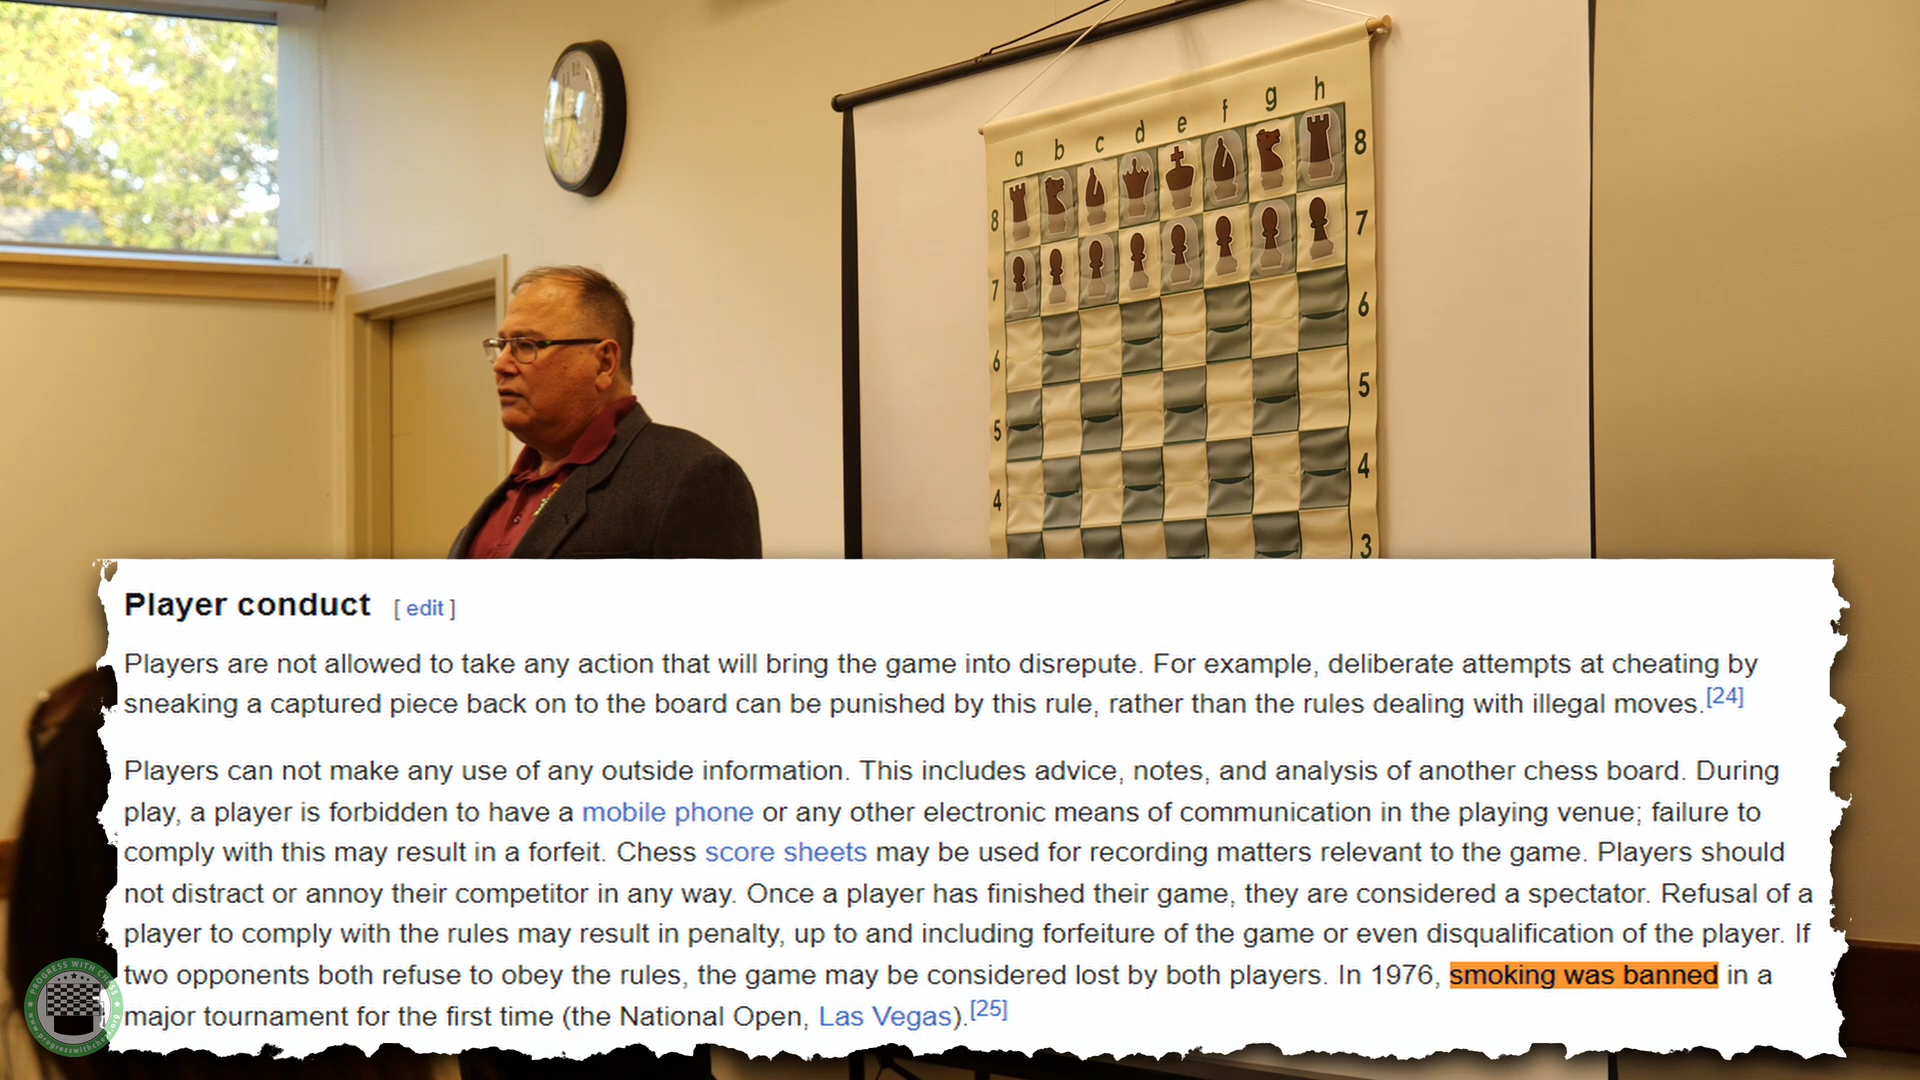 a b c d e f g h
8 8
7 7
6 6
5 5
4 4
3
Player conduct [ edit ]
Players are not allowed to take any action that will bring the game into disrepute. For example, deliberate attempts at cheating by
sneaking a captured piece back on to the board can be punished by this rule, rather than the rules dealing with illegal moves.[24]
Players can not make any use of any outside information. This includes advice, notes, and analysis of another chess board. During
play, a player is forbidden to have a mobile phone or any other electronic means of communication in the playing venue; failure to
comply with this may result in a forfeit. Chess score sheets may be used for recording matters relevant to the game. Players should
not distract or annoy their competitor in any way. Once a player has finished their game, they are considered a spectator. Refusal of a
player to comply with the rules may result in penalty, up to and including forfeiture of the game or even disqualification of the player. If
two opponents both refuse to obey the rules, the game may be considered lost by both players. In 1976, smoking was banned in a
major tournament for the first time (the National Open, Las Vegas).[25]
PROGRESS WITH CHESS
www.progresswithchess.org